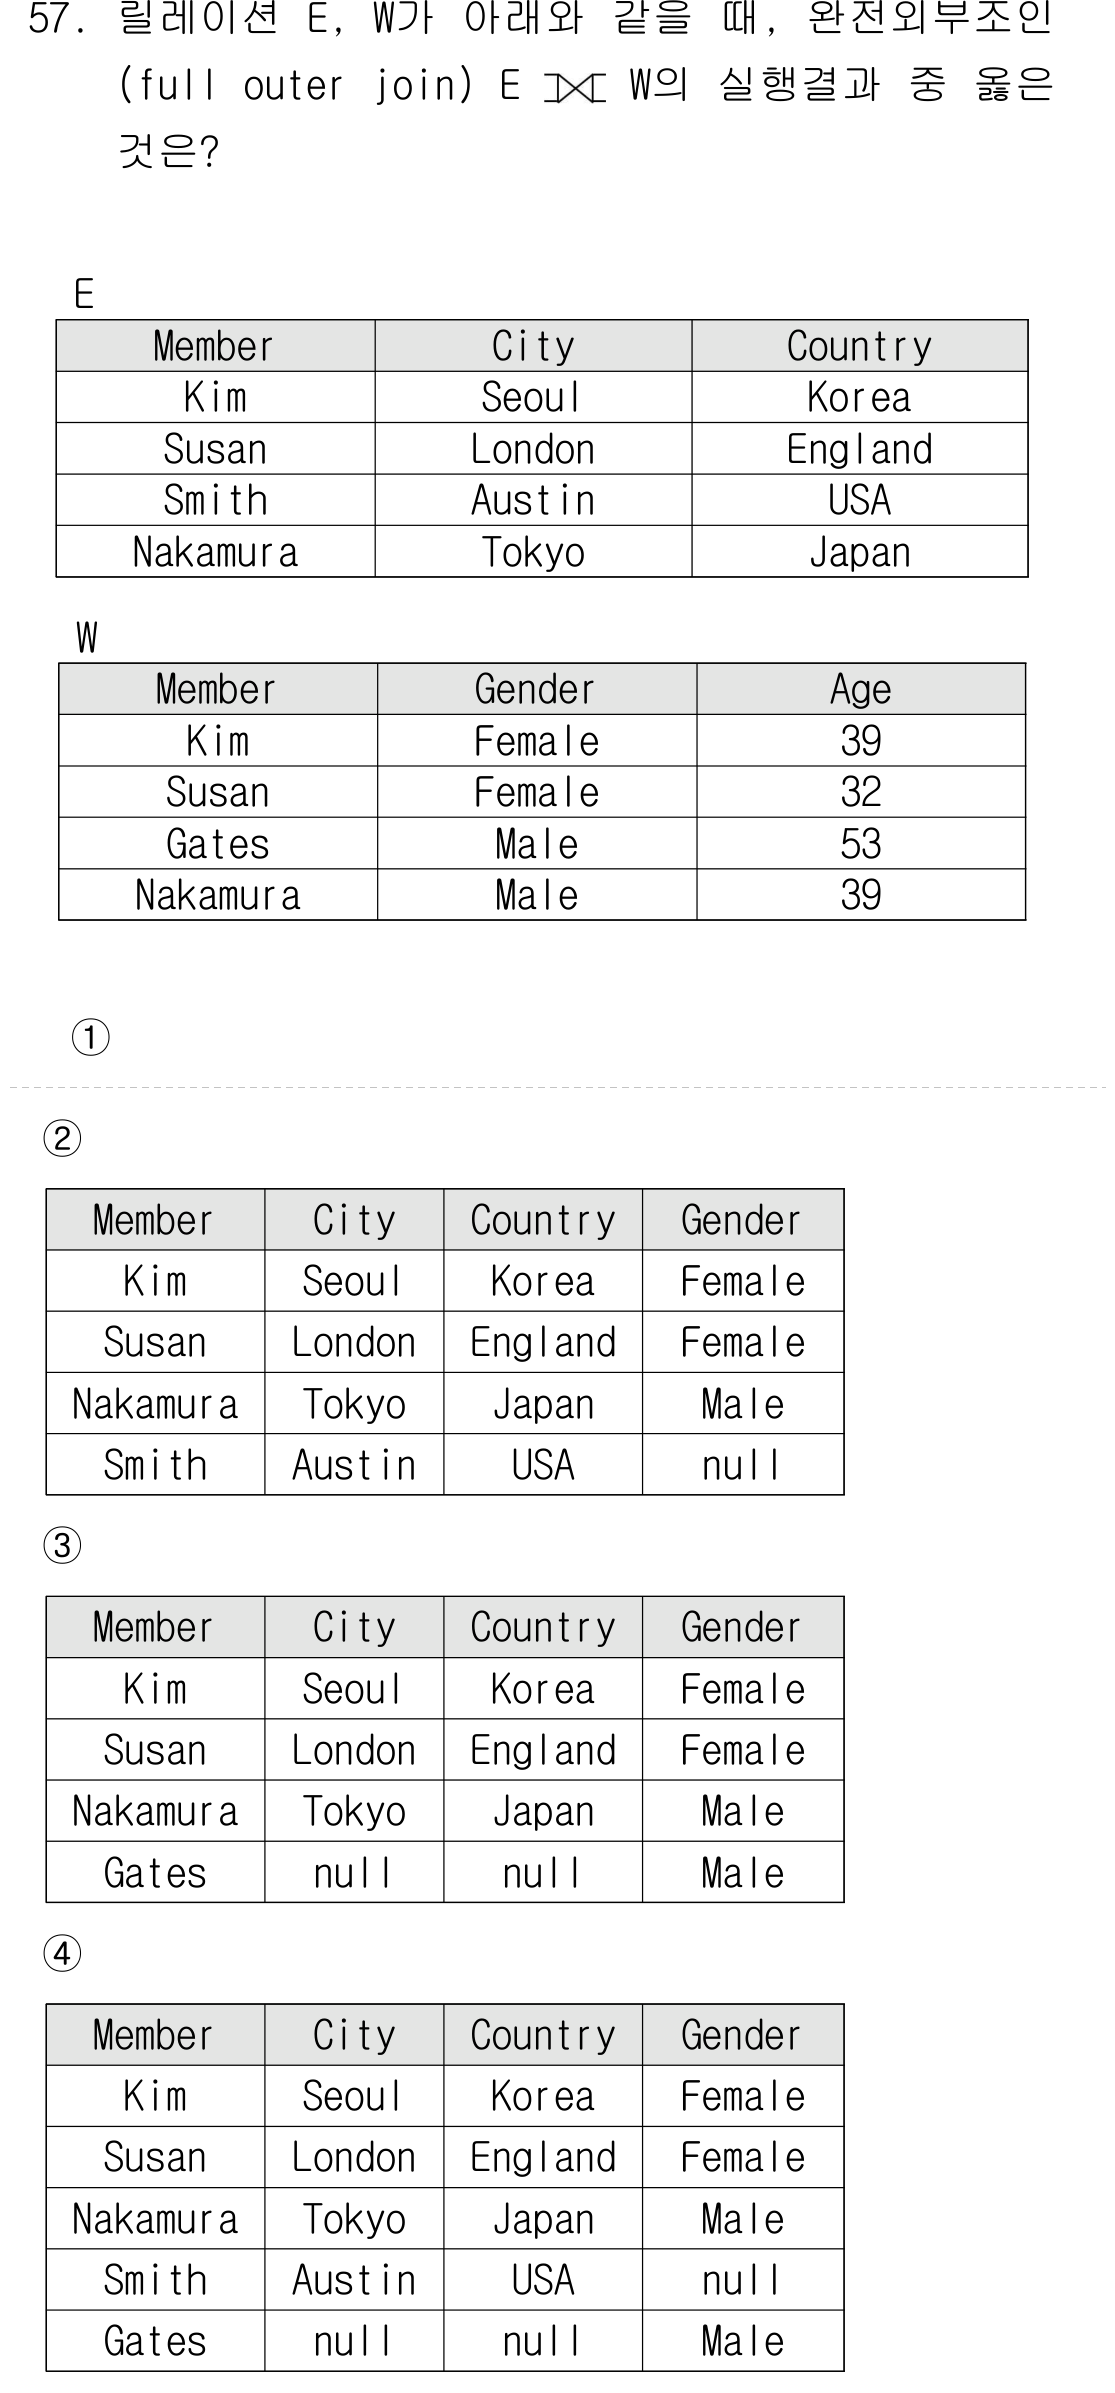 57. 릴레이션 E, W가 아래와 같을 때, 완전외부조인
(full outer join) E ⟗ W의 실행결과 중 옳은
것은?
E
Member City Country
Kim Seoul Korea
Susan London England
Smith Austin USA
Nakamura Tokyo Japan
W
Member Gender Age
Kim Female 39
Susan Female 32
Gates Male 53
Nakamura Male 39
①
②
Member City Country Gender
Kim Seoul Korea Female
Susan London England Female
Nakamura Tokyo Japan Male
Smith Austin USA null
③
Member City Country Gender
Kim Seoul Korea Female
Susan London England Female
Nakamura Tokyo Japan Male
Gates null null Male
④
Member City Country Gender
Kim Seoul Korea Female
Susan London England Female
Nakamura Tokyo Japan Male
Smith Austin USA null
Gates null null Male